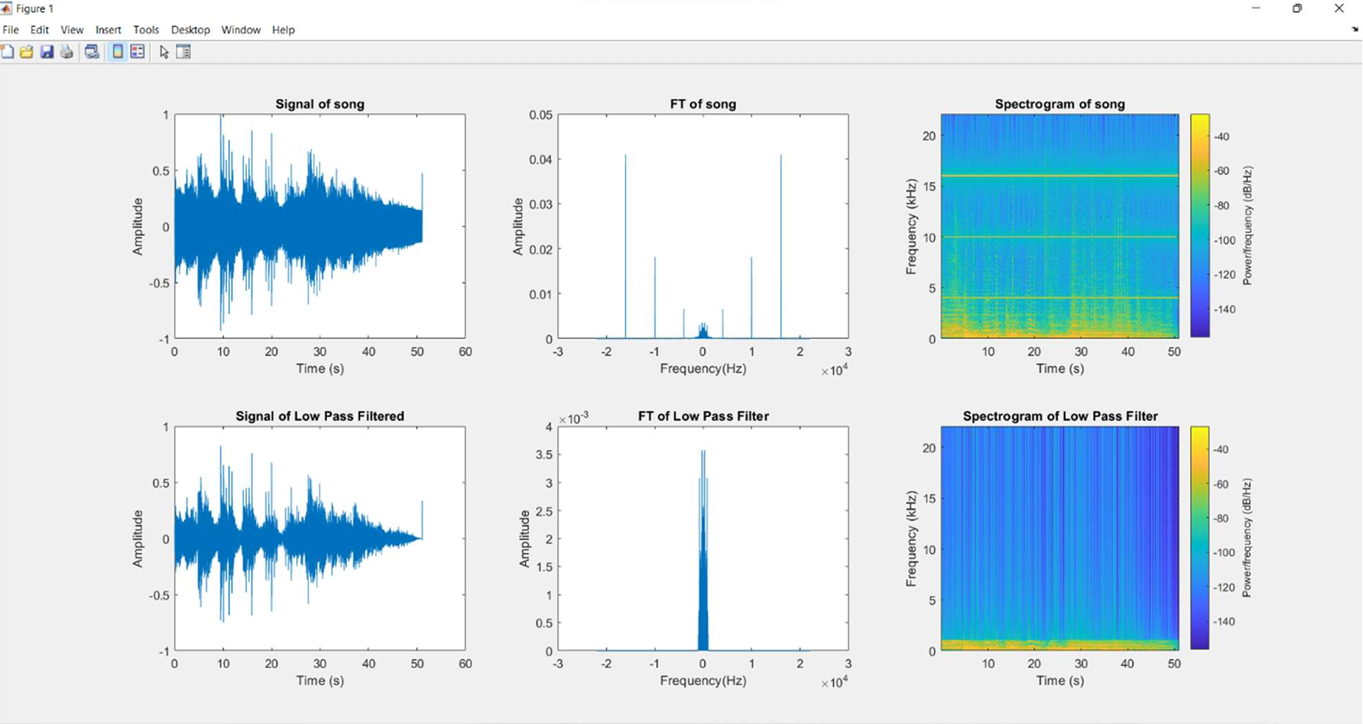 Figure 1
File Edit View Insert Tools Desktop Window Help
Signal of song
1
0.5
0
-0.5
-1
Amplitude
0 10 20 30 40 50 60
Time (s)
FT of song
0.05
0.04
0.03
0.02
0.01
0
Amplitude
-3 -2 -1 0 1 2 3
Frequency(Hz)
×10^4
Spectrogram of song
20
15
10
5
0
Frequency (kHz)
10 20 30 40 50
Time (s)
-40
-60
-80
-100
-120
-140
Power/frequency (dB/Hz)
Signal of Low Pass Filtered
1
0.5
0
-0.5
-1
Amplitude
0 10 20 30 40 50 60
Time (s)
FT of Low Pass Filter
×10^-3
4
3.5
3
2.5
2
1.5
1
0.5
0
Amplitude
-3 -2 -1 0 1 2 3
Frequency(Hz)
×10^4
Spectrogram of Low Pass Filter
20
15
10
5
0
Frequency (kHz)
10 20 30 40 50
Time (s)
-40
-60
-80
-100
-120
-140
Power/frequency (dB/Hz)